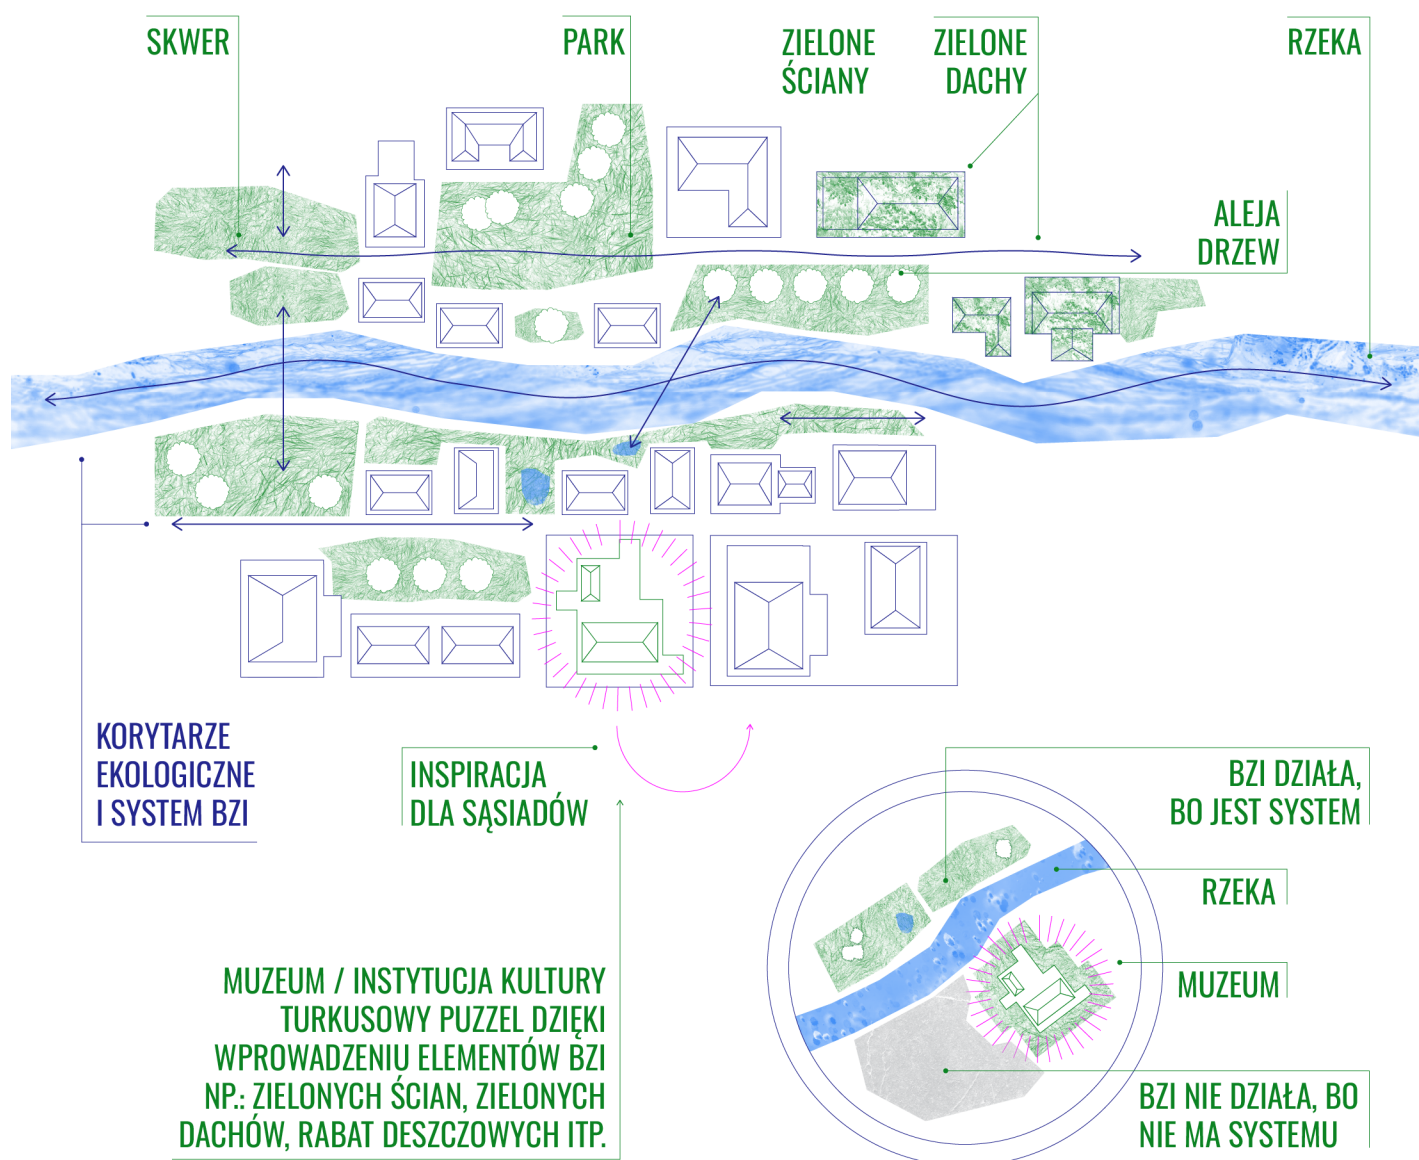 SKWER
PARK
ZIELONE
ŚCIANY
ZIELONE
DACHY
RZEKA
ALEJA
DRZEW
KORYTARZE
EKOLOGICZNE
I SYSTEM BZI
INSPIRACJA
DLA SĄSIADÓW
BZI DZIAŁA,
BO JEST SYSTEM
RZEKA
MUZEUM
MUZEUM / INSTYTUCJA KULTURY
TURKUSOWY PUZZEL DZIĘKI
WPROWADZENIU ELEMENTÓW BZI
NP.: ZIELONYCH ŚCIAN, ZIELONYCH
DACHÓW, RABAT DESZCZOWYCH ITP.
BZI NIE DZIAŁA, BO
NIE MA SYSTEMU